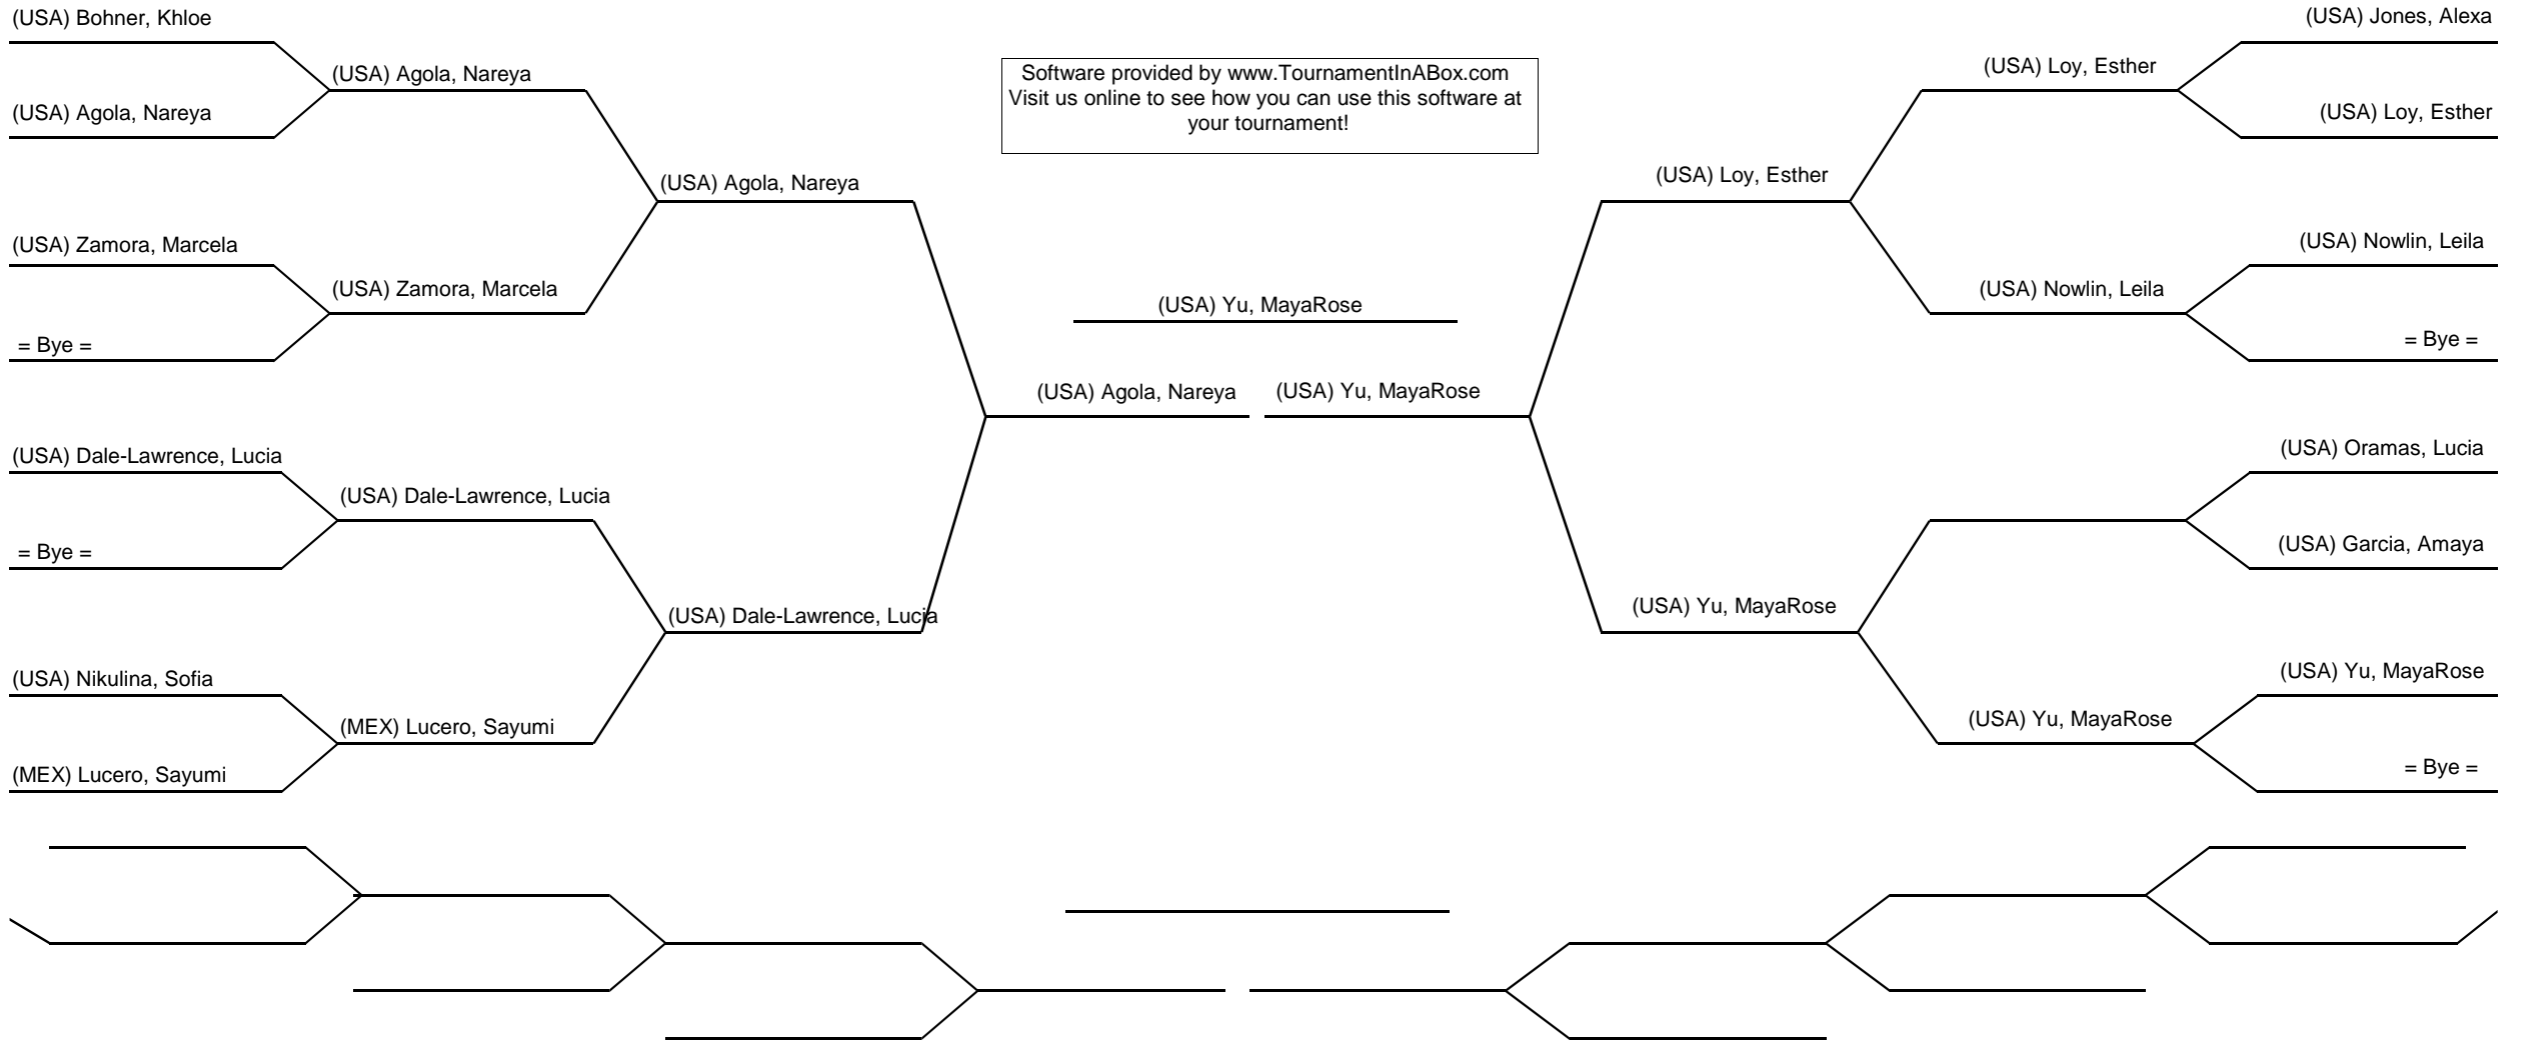 (USA) Bohner, Khloe
(USA) Jones, Alexa
(USA) Agola, Nareya
Software provided by www.TournamentInABox.com
Visit us online to see how you can use this software at
your tournament!
(USA) Loy, Esther
(USA) Agola, Nareya
(USA) Loy, Esther
(USA) Agola, Nareya
(USA) Loy, Esther
(USA) Zamora, Marcela
(USA) Nowlin, Leila
(USA) Zamora, Marcela
(USA) Yu, MayaRose
(USA) Nowlin, Leila
= Bye =
= Bye =
(USA) Agola, Nareya
(USA) Yu, MayaRose
(USA) Dale-Lawrence, Lucia
(USA) Oramas, Lucia
(USA) Dale-Lawrence, Lucia
= Bye =
(USA) Garcia, Amaya
(USA) Dale-Lawrence, Lucia
(USA) Yu, MayaRose
(USA) Nikulina, Sofia
(USA) Yu, MayaRose
(MEX) Lucero, Sayumi
(USA) Yu, MayaRose
(MEX) Lucero, Sayumi
= Bye =